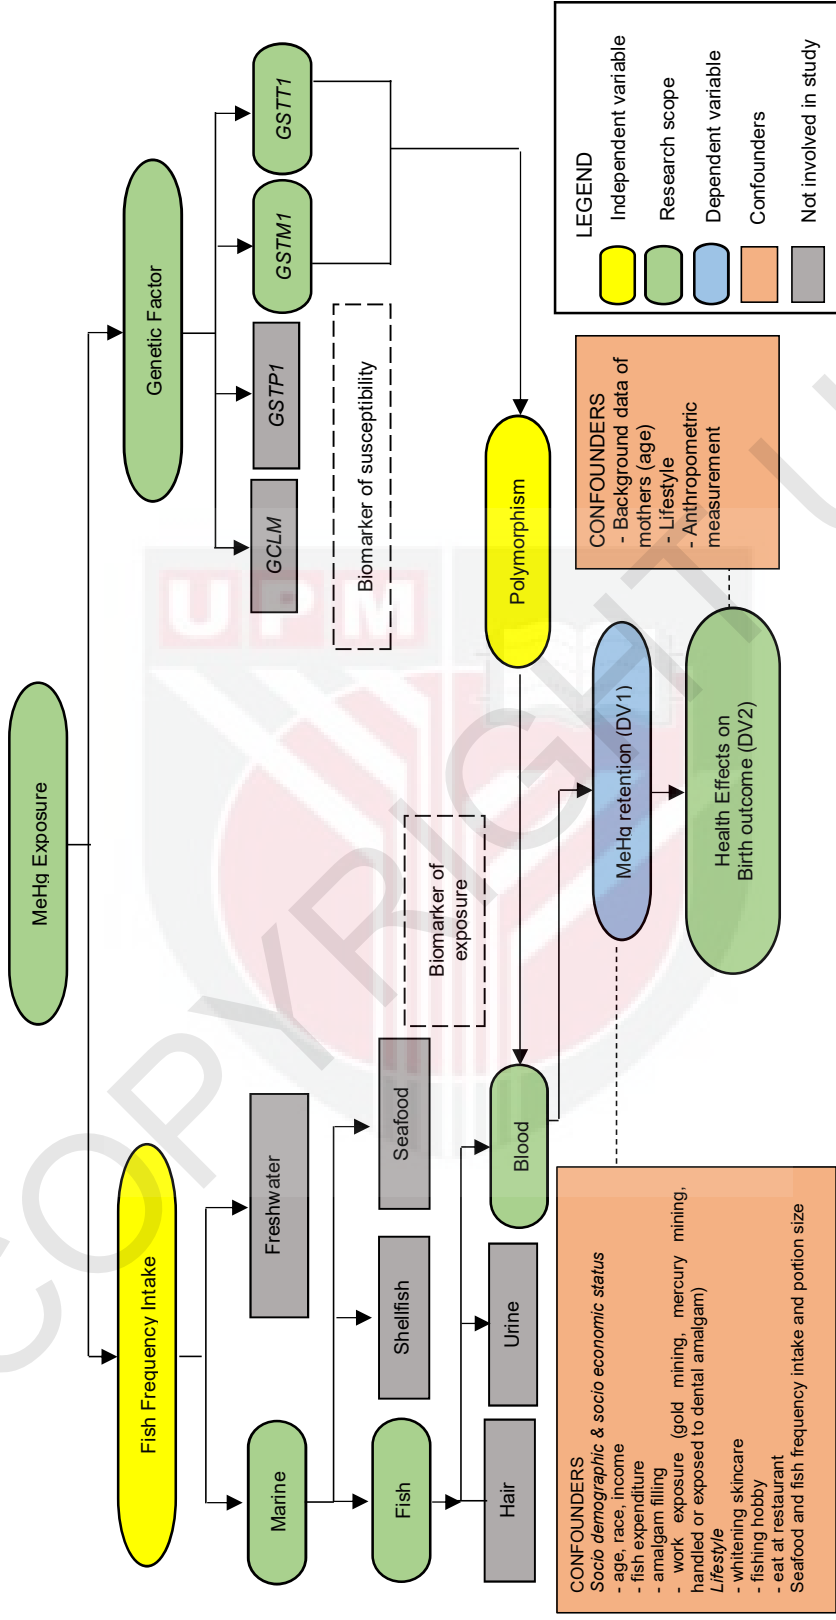 MeHg Exposure
Fish Frequency Intake
Genetic Factor
Marine
Freshwater
GCLM
GSTP1
GSTM1
GSTT1
Fish
Shellfish
Seafood
Biomarker of susceptibility
Biomarker of
exposure
Hair
Urine
Blood
Polymorphism
MeHg retention (DV1)
Health Effects on
Birth outcome (DV2)
CONFOUNDERS
Socio demographic & socio economic status
- age, race, income
- fish expenditure
- amalgam filling
- work exposure (gold mining, mercury mining,
handled or exposed to dental amalgam)
Lifestyle
- whitening skincare
- fishing hobby
- eat at restaurant
Seafood and fish frequency intake and portion size
CONFOUNDERS
- Background data of
mothers (age)
- Lifestyle
- Anthropometric
measurement
LEGEND
Independent variable
Research scope
Dependent variable
Confounders
Not involved in study
UPM
COPYRIGHT U